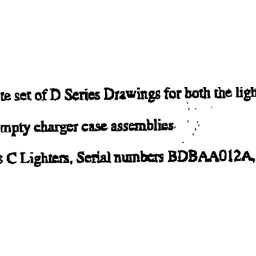 te set of D Series Drawings for both the ligh
mpty charger case assemblies.
s C Lighters, Serial numbers BDBAA012A,